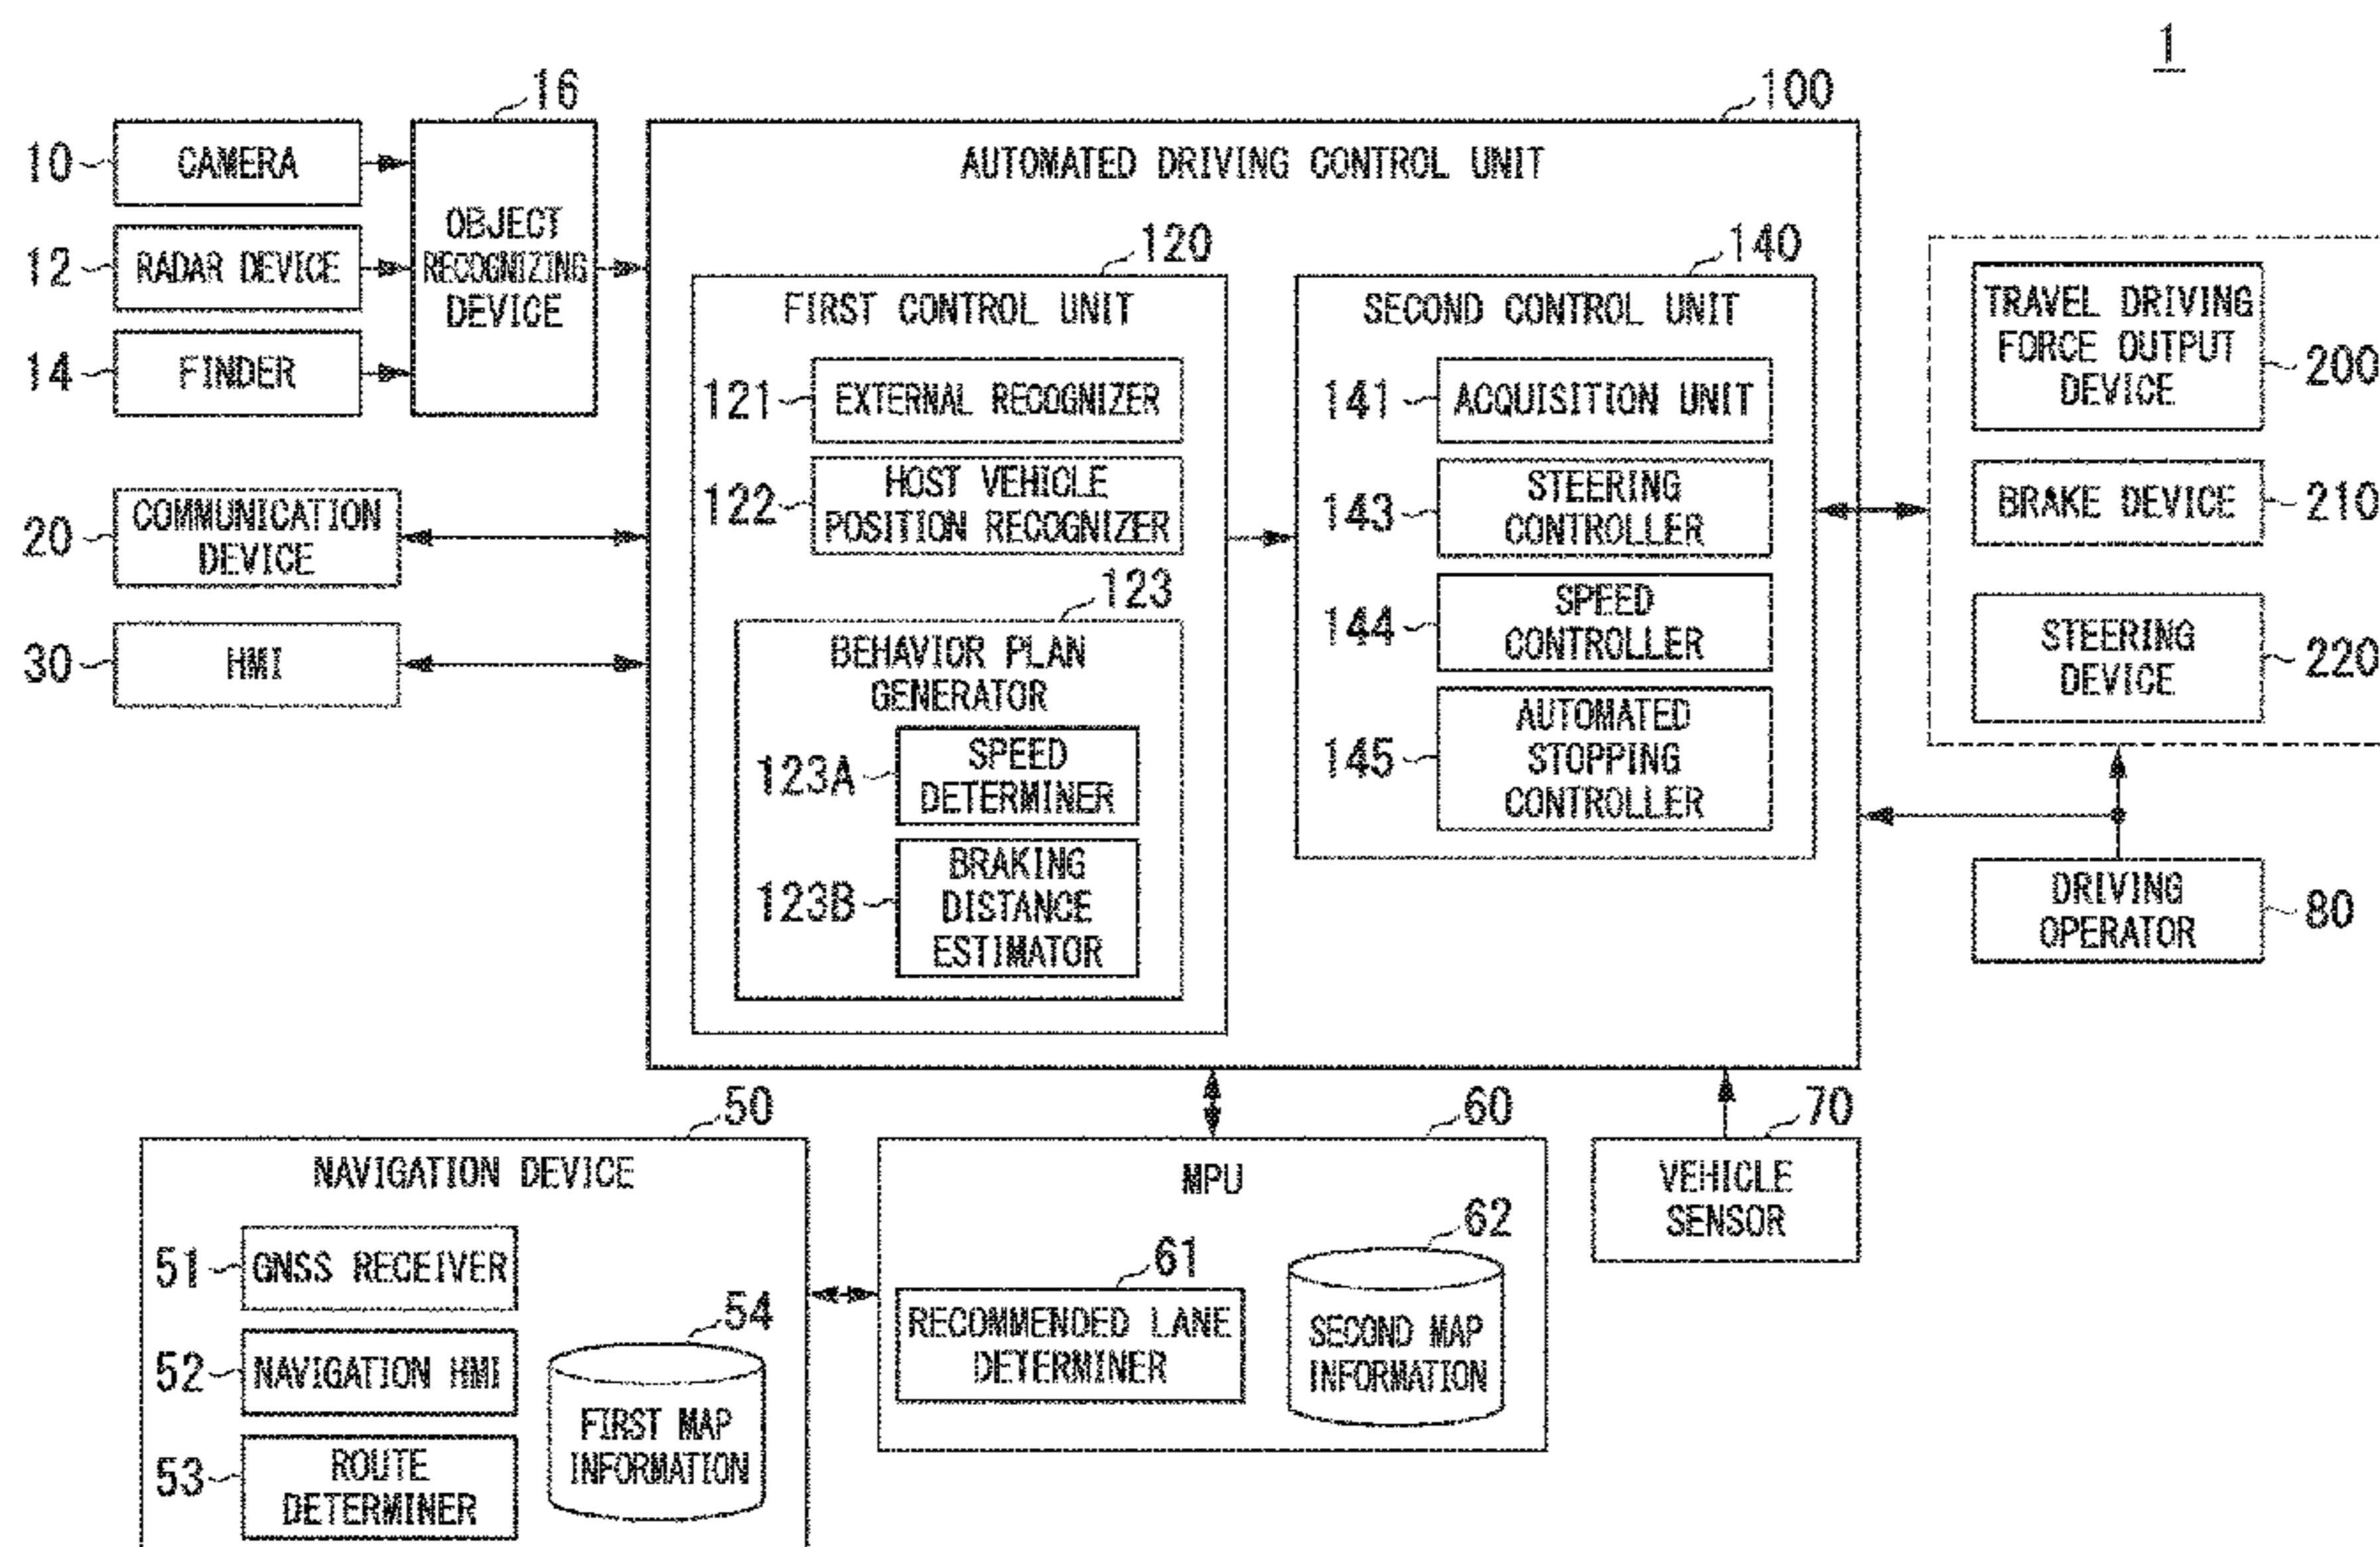 1
16
100
10
CAMERA
OBJECT
RECOGNIZING
DEVICE
12
RADAR DEVICE
14
FINDER
20
COMMUNICATION
DEVICE
30
HMI
AUTOMATED DRIVING CONTROL UNIT
120
FIRST CONTROL UNIT
121
EXTERNAL RECOGNIZER
122
HOST VEHICLE
POSITION RECOGNIZER
123
BEHAVIOR PLAN
GENERATOR
123A
SPEED
DETERMINER
123B
BRAKING
DISTANCE
ESTIMATOR
140
SECOND CONTROL UNIT
141
ACQUISITION UNIT
143
STEERING
CONTROLLER
144
SPEED
CONTROLLER
145
AUTOMATED
STOPPING
CONTROLLER
TRAVEL DRIVING
FORCE OUTPUT
DEVICE
200
BRAKE DEVICE
210
STEERING
DEVICE
220
DRIVING
OPERATOR
80
50
NAVIGATION DEVICE
51
GNSS RECEIVER
52
NAVIGATION HMI
53
ROUTE
DETERMINER
54
FIRST MAP
INFORMATION
60
MPU
61
RECOMMENDED LANE
DETERMINER
62
SECOND MAP
INFORMATION
70
VEHICLE
SENSOR